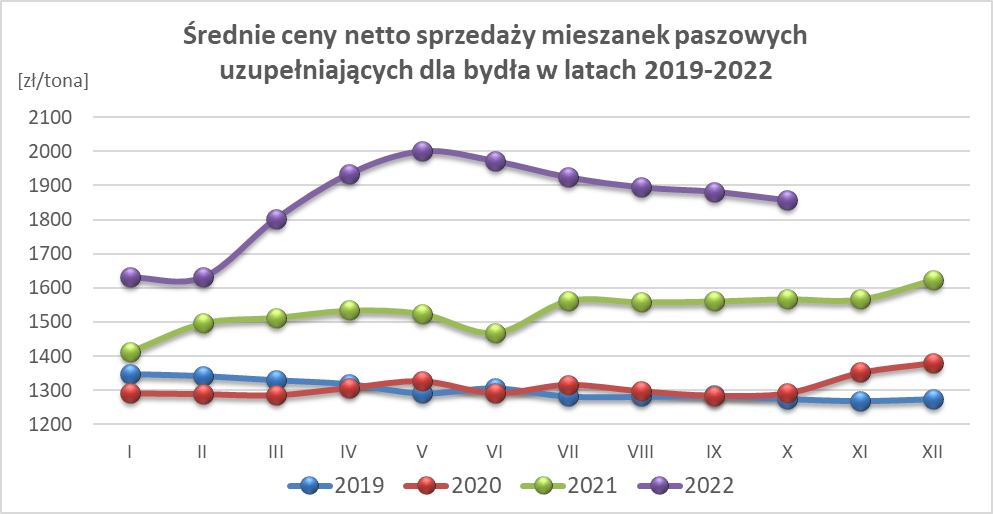 Średnie ceny netto sprzedaży mieszanek paszowych
uzupełniających dla bydła w latach 2019-2022
[zł/tona]
2100
2000
1900
1800
1700
1600
1500
1400
1300
1200
I II III IV V VI VII VIII IX X XI XII
2019 2020 2021 2022